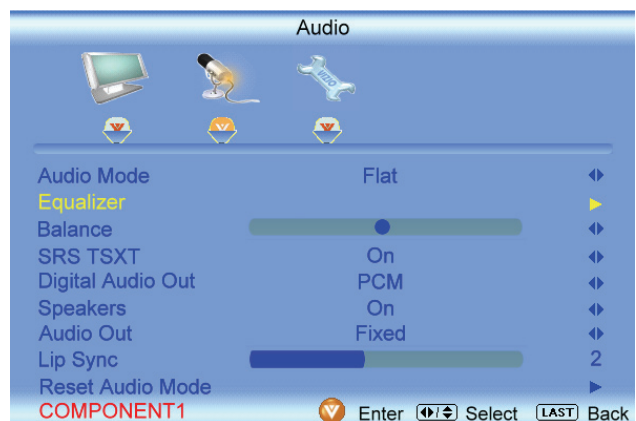 Audio
VIZIO
Audio Mode Flat
Equalizer
Balance
SRS TSXT On
Digital Audio Out PCM
Speakers On
Audio Out Fixed
Lip Sync 2
Reset Audio Mode
COMPONENT1 Enter Select LAST Back